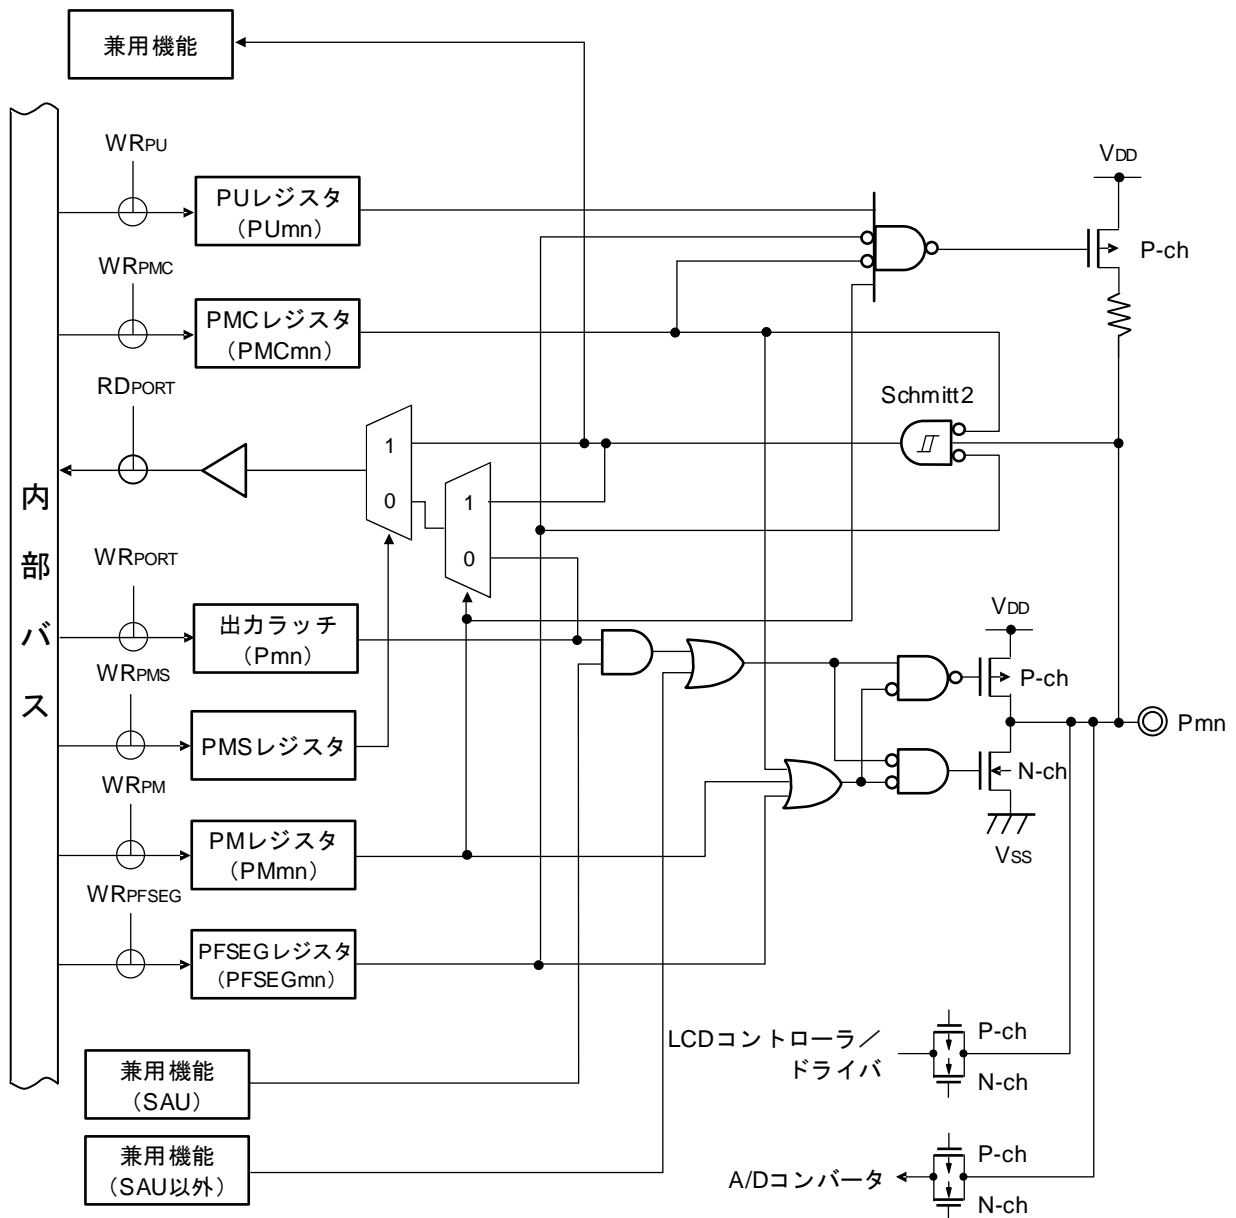 兼用機能
WRPU
PUレジスタ
（PUmn）
VDD
P-ch
WRPMC
PMCレジスタ
（PMCmn）
RDPORT
Schmitt2
1
0
1
0
内部バス
WRPORT
出力ラッチ
（Pmn）
VDD
P-ch
WRPMS
PMSレジスタ
Pmn
N-ch
WRPM
PMレジスタ
（PMmn）
VSS
WRPFSEG
PFSEGレジスタ
（PFSEGmn）
LCDコントローラ／
ドライバ
P-ch
N-ch
兼用機能
（SAU）
兼用機能
（SAU以外）
A/Dコンバータ
P-ch
N-ch